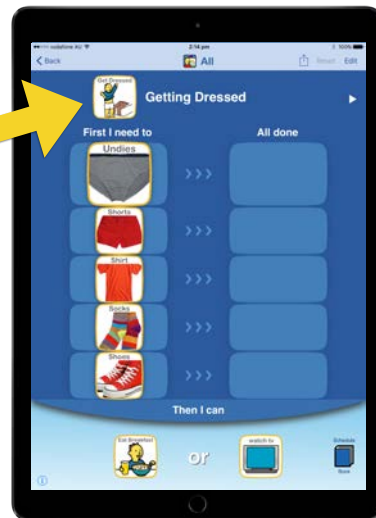 vodafone AU 2:14 pm 100%
Back All Reset Edit
Get Dressed
Getting Dressed
First I need to All done
Undies
Shorts
Shirt
Socks
Shoes
Then I can
Eat Breakfast or watch tv Schedule
Book